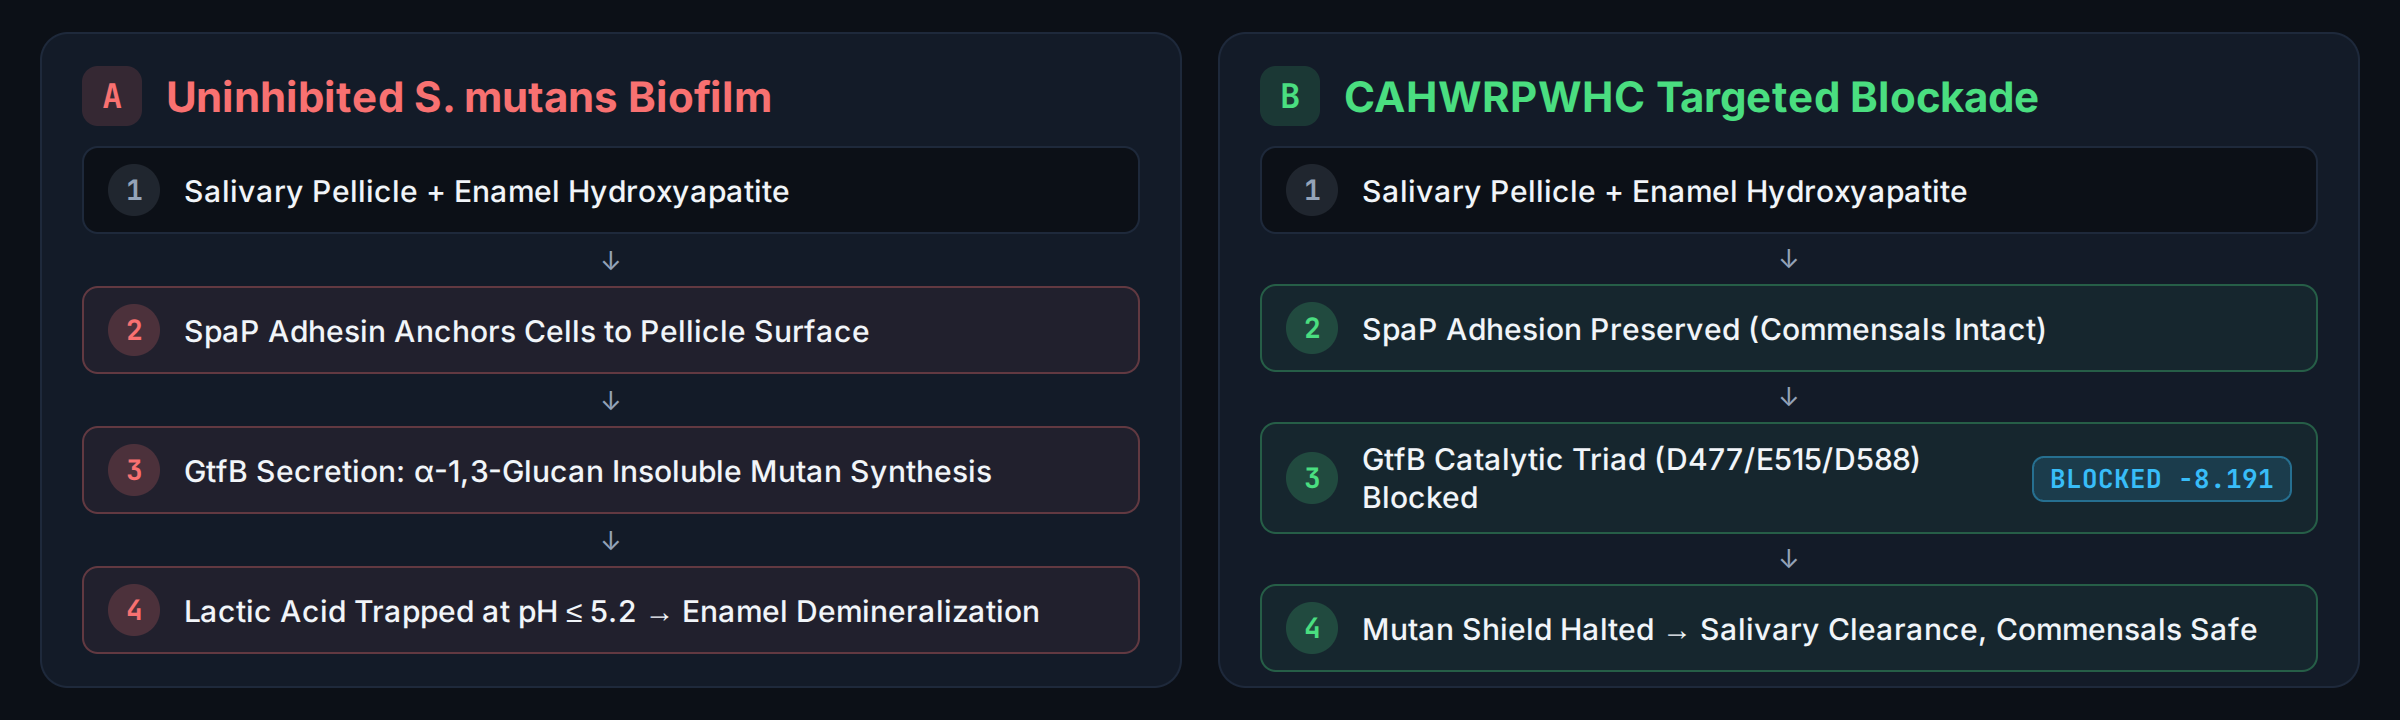 A Uninhibited S. mutans Biofilm
1 Salivary Pellicle + Enamel Hydroxyapatite
↓
2 SpaP Adhesin Anchors Cells to Pellicle Surface
↓
3 GtfB Secretion: α-1,3-Glucan Insoluble Mutan Synthesis
↓
4 Lactic Acid Trapped at pH ≤ 5.2 → Enamel Demineralization
B CAHWRPWHC Targeted Blockade
1 Salivary Pellicle + Enamel Hydroxyapatite
↓
2 SpaP Adhesion Preserved (Commensals Intact)
↓
3 GtfB Catalytic Triad (D477/E515/D588)
Blocked
BLOCKED -8.191
↓
4 Mutan Shield Halted → Salivary Clearance, Commensals Safe